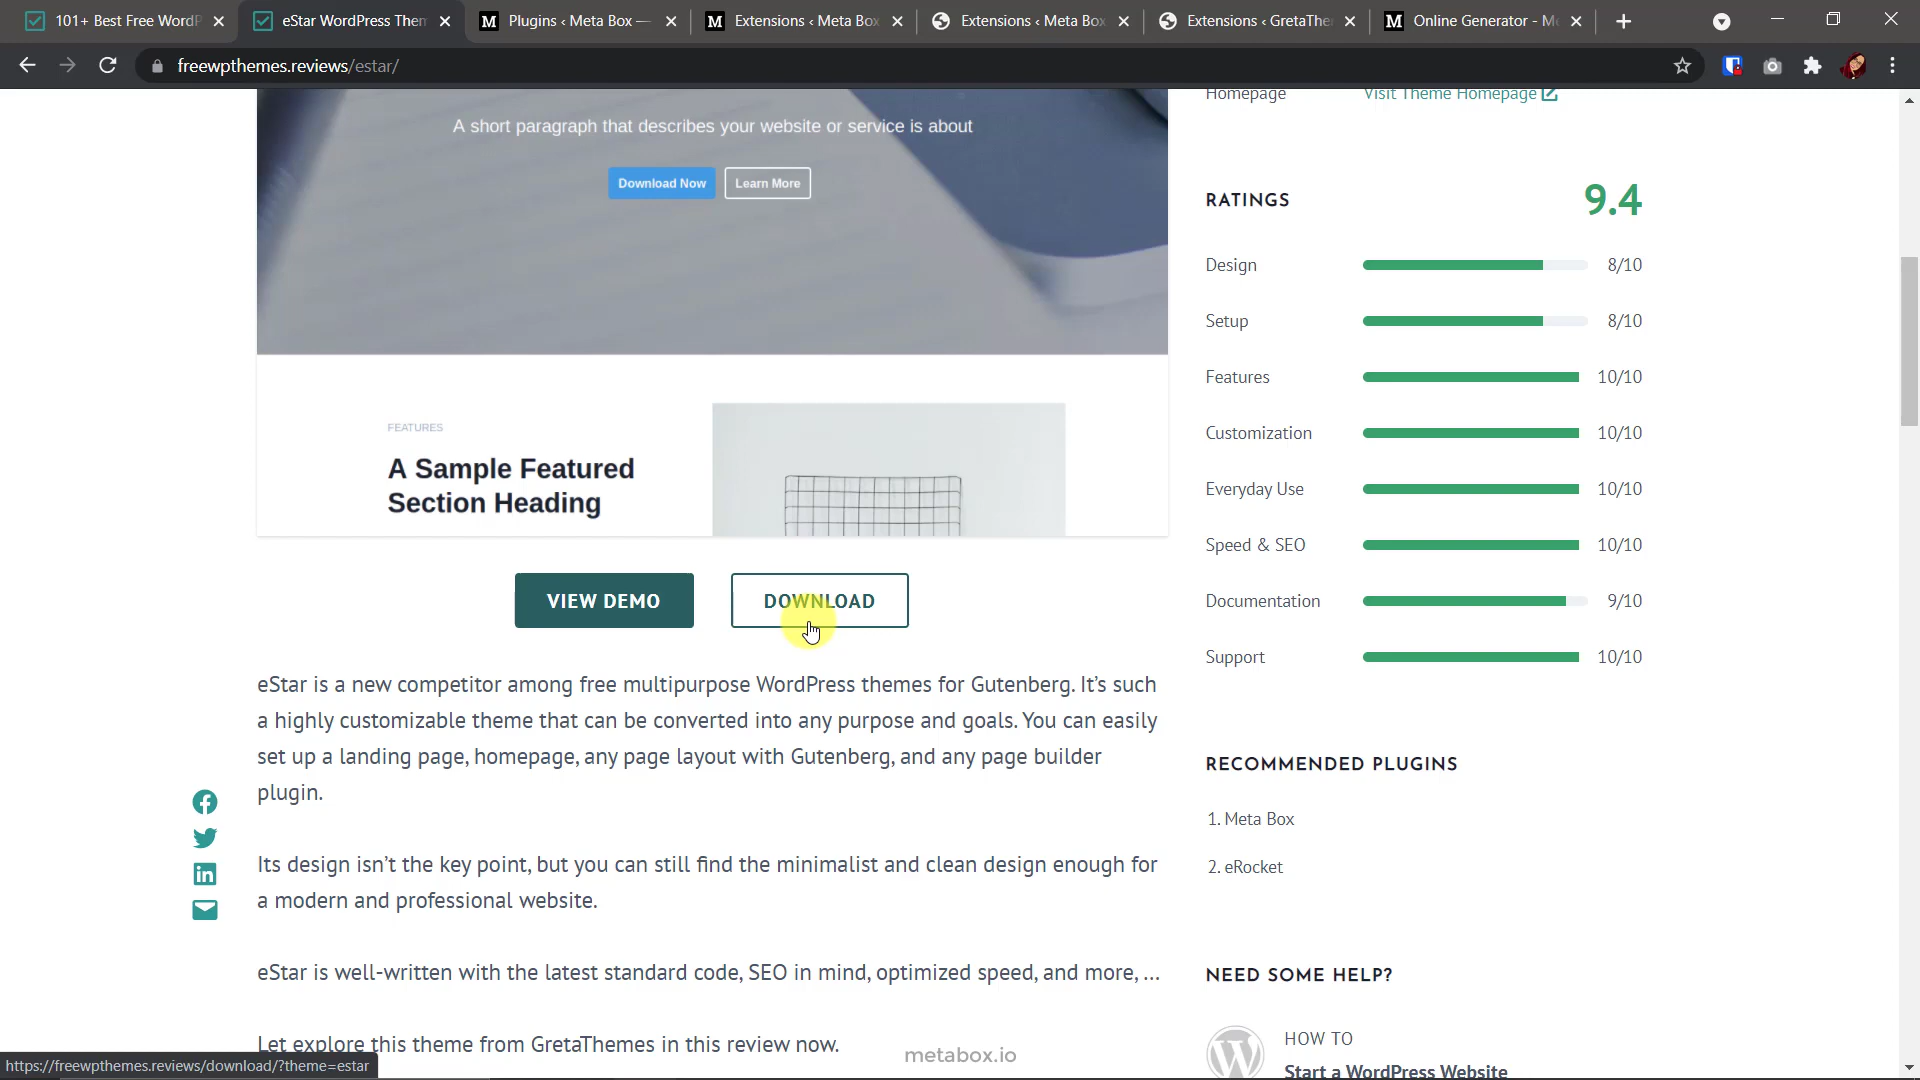 101+ Best Free WordP
eStar WordPress Them
Plugins ‹ Meta Box —
Extensions ‹ Meta Box
Extensions ‹ Meta Box
Extensions ‹ GretaThe
Online Generator - M
freewpthemes.reviews/estar/
A short paragraph that describes your website or service is about
Download Now
Learn More
FEATURES
A Sample Featured
Section Heading
VIEW DEMO
DOWNLOAD
eStar is a new competitor among free multipurpose WordPress themes for Gutenberg. It’s such
a highly customizable theme that can be converted into any purpose and goals. You can easily
set up a landing page, homepage, any page layout with Gutenberg, and any page builder
plugin.
Its design isn’t the key point, but you can still find the minimalist and clean design enough for
a modern and professional website.
eStar is well-written with the latest standard code, SEO in mind, optimized speed, and more, …
Let explore this theme from GretaThemes in this review now.
Homepage Visit Theme Homepage
RATINGS 9.4
Design 8/10
Setup 8/10
Features 10/10
Customization 10/10
Everyday Use 10/10
Speed & SEO 10/10
Documentation 9/10
Support 10/10
RECOMMENDED PLUGINS
1. Meta Box
2. eRocket
NEED SOME HELP?
HOW TO
Start a WordPress Website
metabox.io
https://freewpthemes.reviews/download/?theme=estar